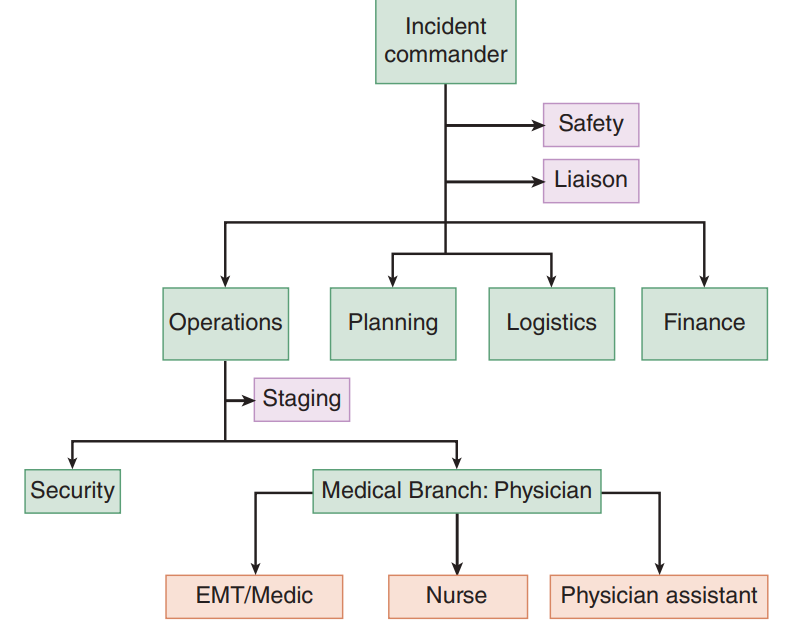 Incident
commander
Safety
Liaison
Operations
Planning
Logistics
Finance
Staging
Security
Medical Branch: Physician
EMT/Medic
Nurse
Physician assistant